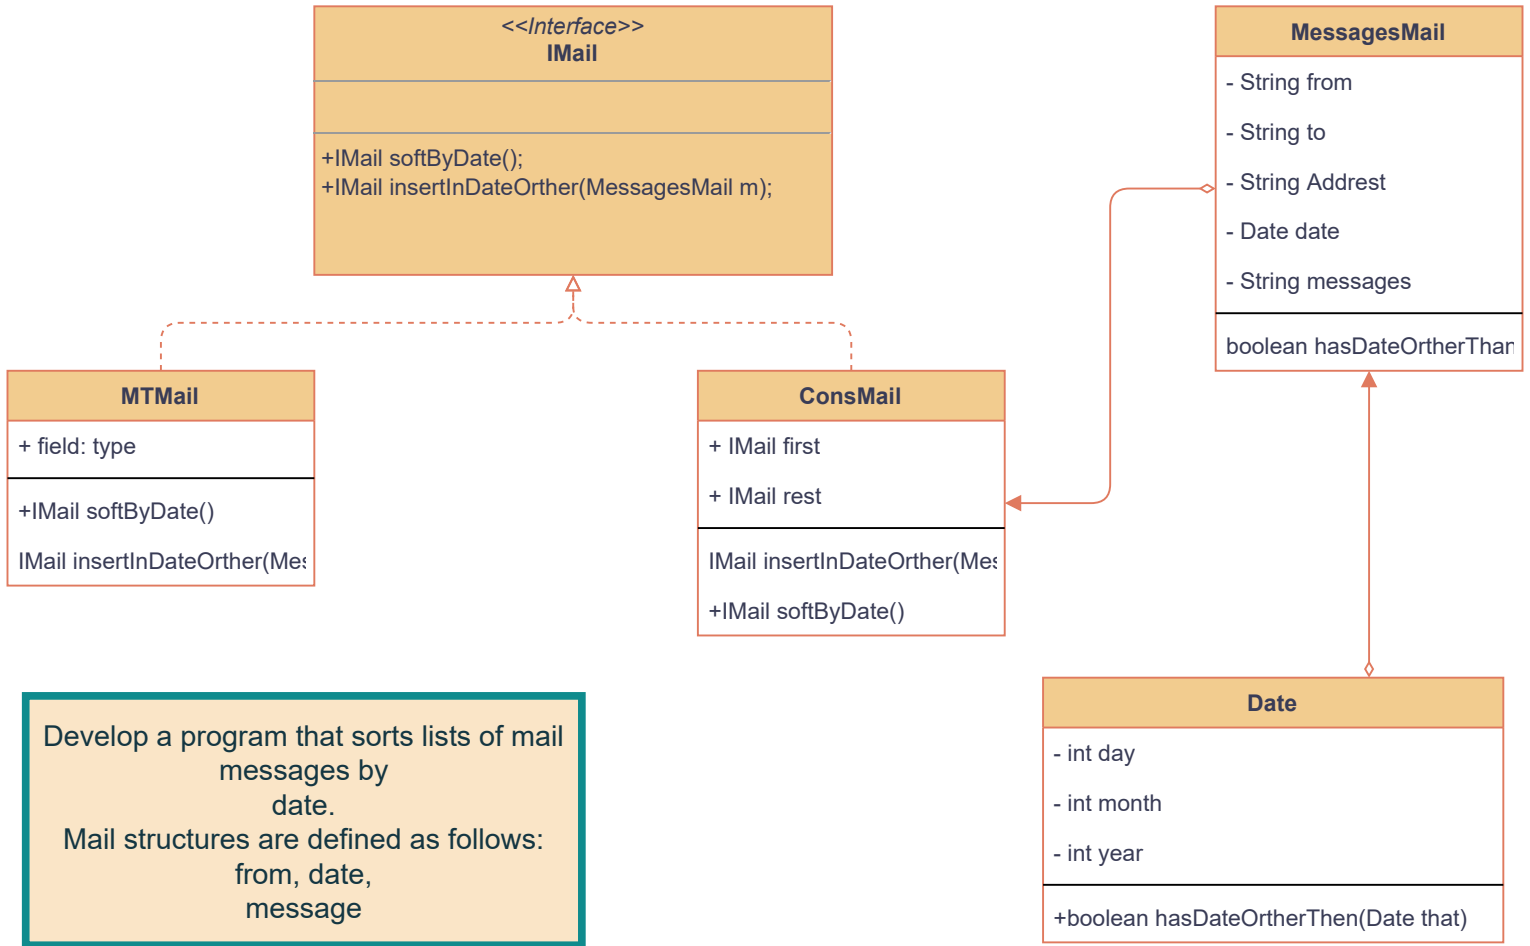 <<Interface>>
IMail
+IMail softByDate();
+IMail insertInDateOrther(MessagesMail m);
MessagesMail
- String from
- String to
- String Addrest
- Date date
- String messages
boolean hasDateOrtherThan
MTMail
+ field: type
+IMail softByDate()
IMail insertInDateOrther(Mes
ConsMail
+ IMail first
+ IMail rest
IMail insertInDateOrther(Mes
+IMail softByDate()
Develop a program that sorts lists of mail
messages by
date.
Mail structures are defined as follows:
from, date,
message
Date
- int day
- int month
- int year
+boolean hasDateOrtherThen(Date that)